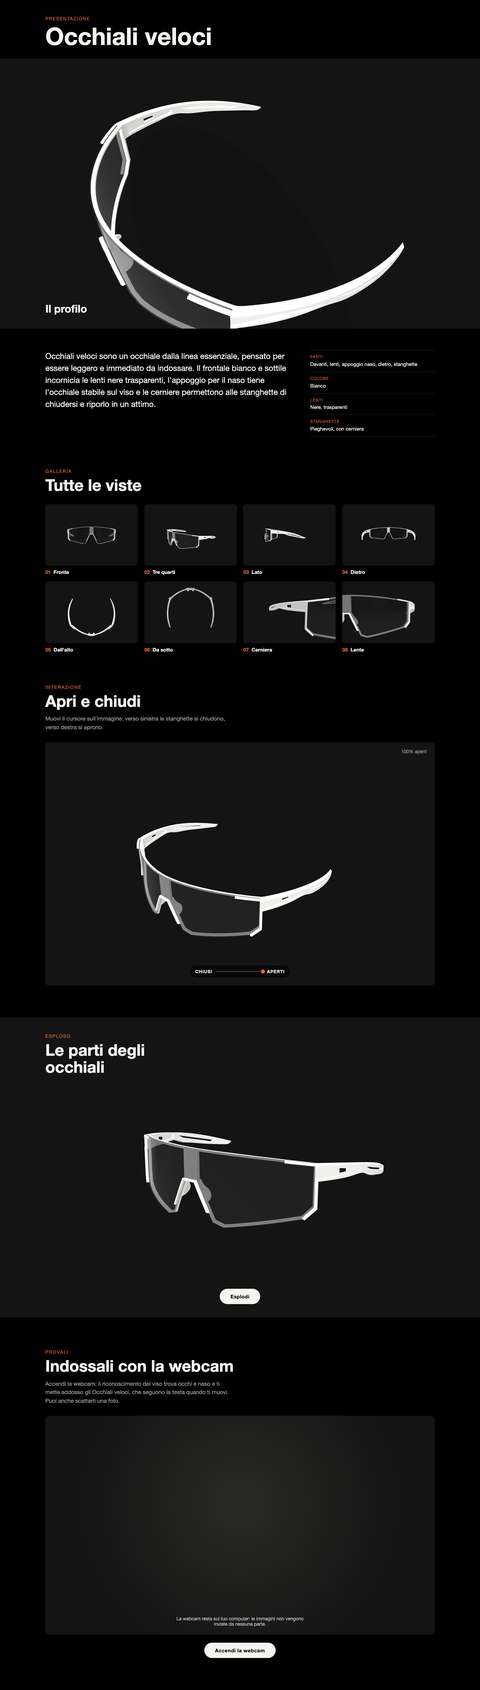 PRESENTAZIONE
Occhiali veloci
Il profilo
Occhiali veloci sono un occhiale dalla linea essenziale, pensato per
essere leggero e immediato da indossare. Il frontale bianco e sottile
incornicia le lenti nere trasparenti, l'appoggio per il naso tiene
l'occhiale stabile sul viso e le cerniere permettono alle stanghette di
chiudersi e riporlo in un attimo.
PARTI
Davanti, lenti, appoggio naso, dietro, stanghette
COLORE
Bianco
LENTI
Nere, trasparenti
STANGHETTE
Pieghevoli, con cerniera
GALLERIA
Tutte le viste
01 Fronte
02 Tre quarti
03 Lato
04 Dietro
05 Dall'alto
06 Da sotto
07 Cerniera
08 Lente
INTERAZIONE
Apri e chiudi
Muovi il cursore sull'immagine: verso sinistra le stanghette si chiudono,
verso destra si aprono.
100% aperti
CHIUSI
APERTI
ESPLOSO
Le parti degli
occhiali
Esplodi
PROVALI
Indossali con la webcam
Accendi la webcam: il riconoscimento del viso trova occhi e naso e ti
mette addosso gli Occhiali veloci, che seguono la testa quando ti muovi.
Puoi anche scattarti una foto.
La webcam resta sul tuo computer: le immagini non vengono
inviate da nessuna parte.
Accendi la webcam